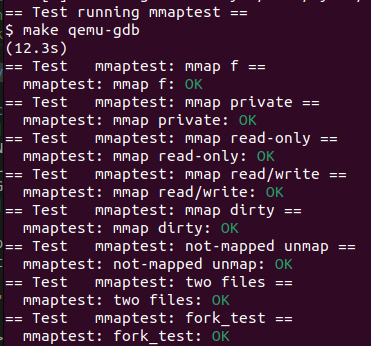 == Test running mmaptest ==
$ make qemu-gdb
(12.3s)
== Test   mmaptest: mmap f ==
  mmaptest: mmap f: OK
== Test   mmaptest: mmap private ==
  mmaptest: mmap private: OK
== Test   mmaptest: mmap read-only ==
  mmaptest: mmap read-only: OK
== Test   mmaptest: mmap read/write ==
  mmaptest: mmap read/write: OK
== Test   mmaptest: mmap dirty ==
  mmaptest: mmap dirty: OK
== Test   mmaptest: not-mapped unmap ==
  mmaptest: not-mapped unmap: OK
== Test   mmaptest: two files ==
  mmaptest: two files: OK
== Test   mmaptest: fork_test ==
  mmaptest: fork_test: OK